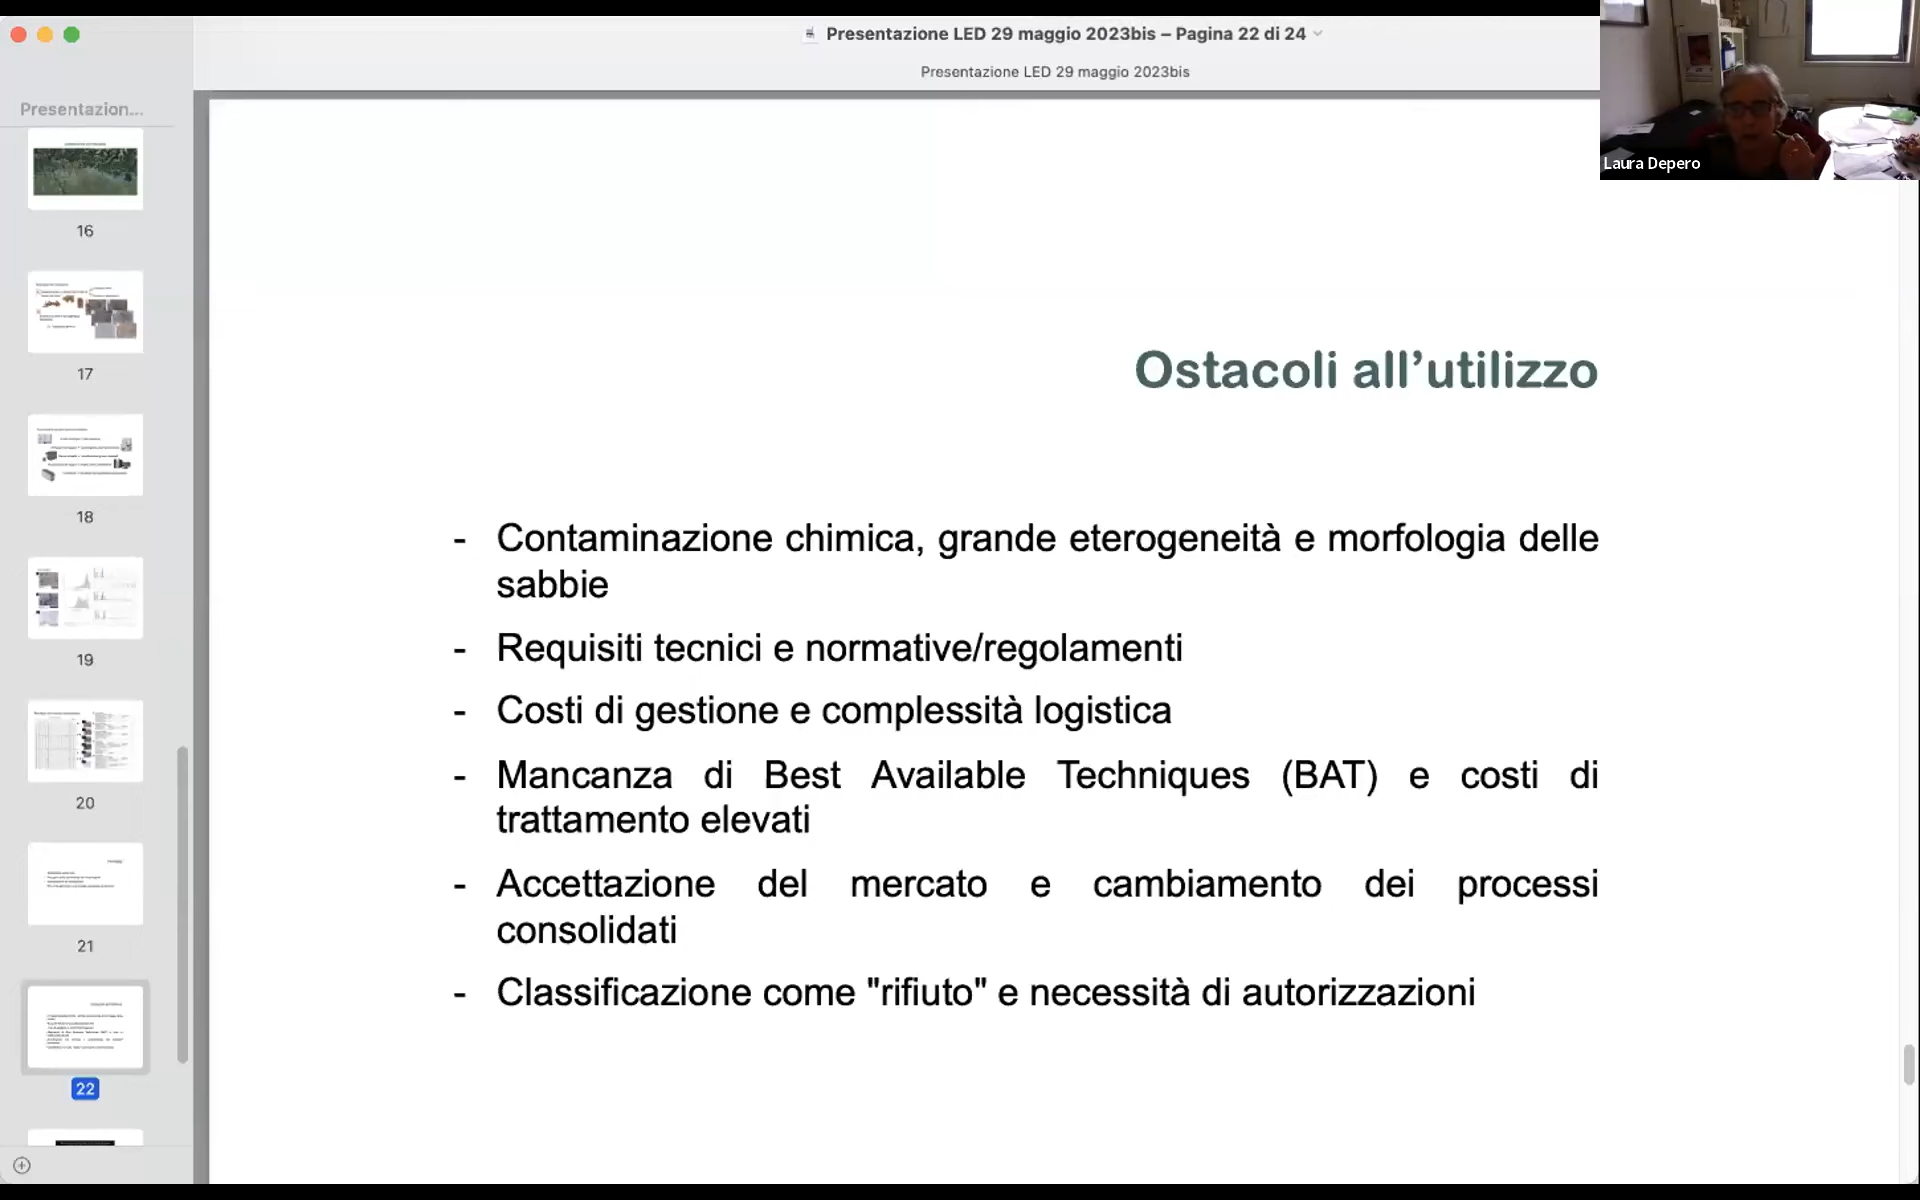 Presentazione LED 29 maggio 2023bis – Pagina 22 di 24
Presentazione LED 29 maggio 2023bis
Presentazion...
16
17
18
19
20
21
22
Laura Depero
Ostacoli all’utilizzo
- Contaminazione chimica, grande eterogeneità e morfologia delle
sabbie
- Requisiti tecnici e normative/regolamenti
- Costi di gestione e complessità logistica
- Mancanza di Best Available Techniques (BAT) e costi di
trattamento elevati
- Accettazione del mercato e cambiamento dei processi
consolidati
- Classificazione come "rifiuto" e necessità di autorizzazioni